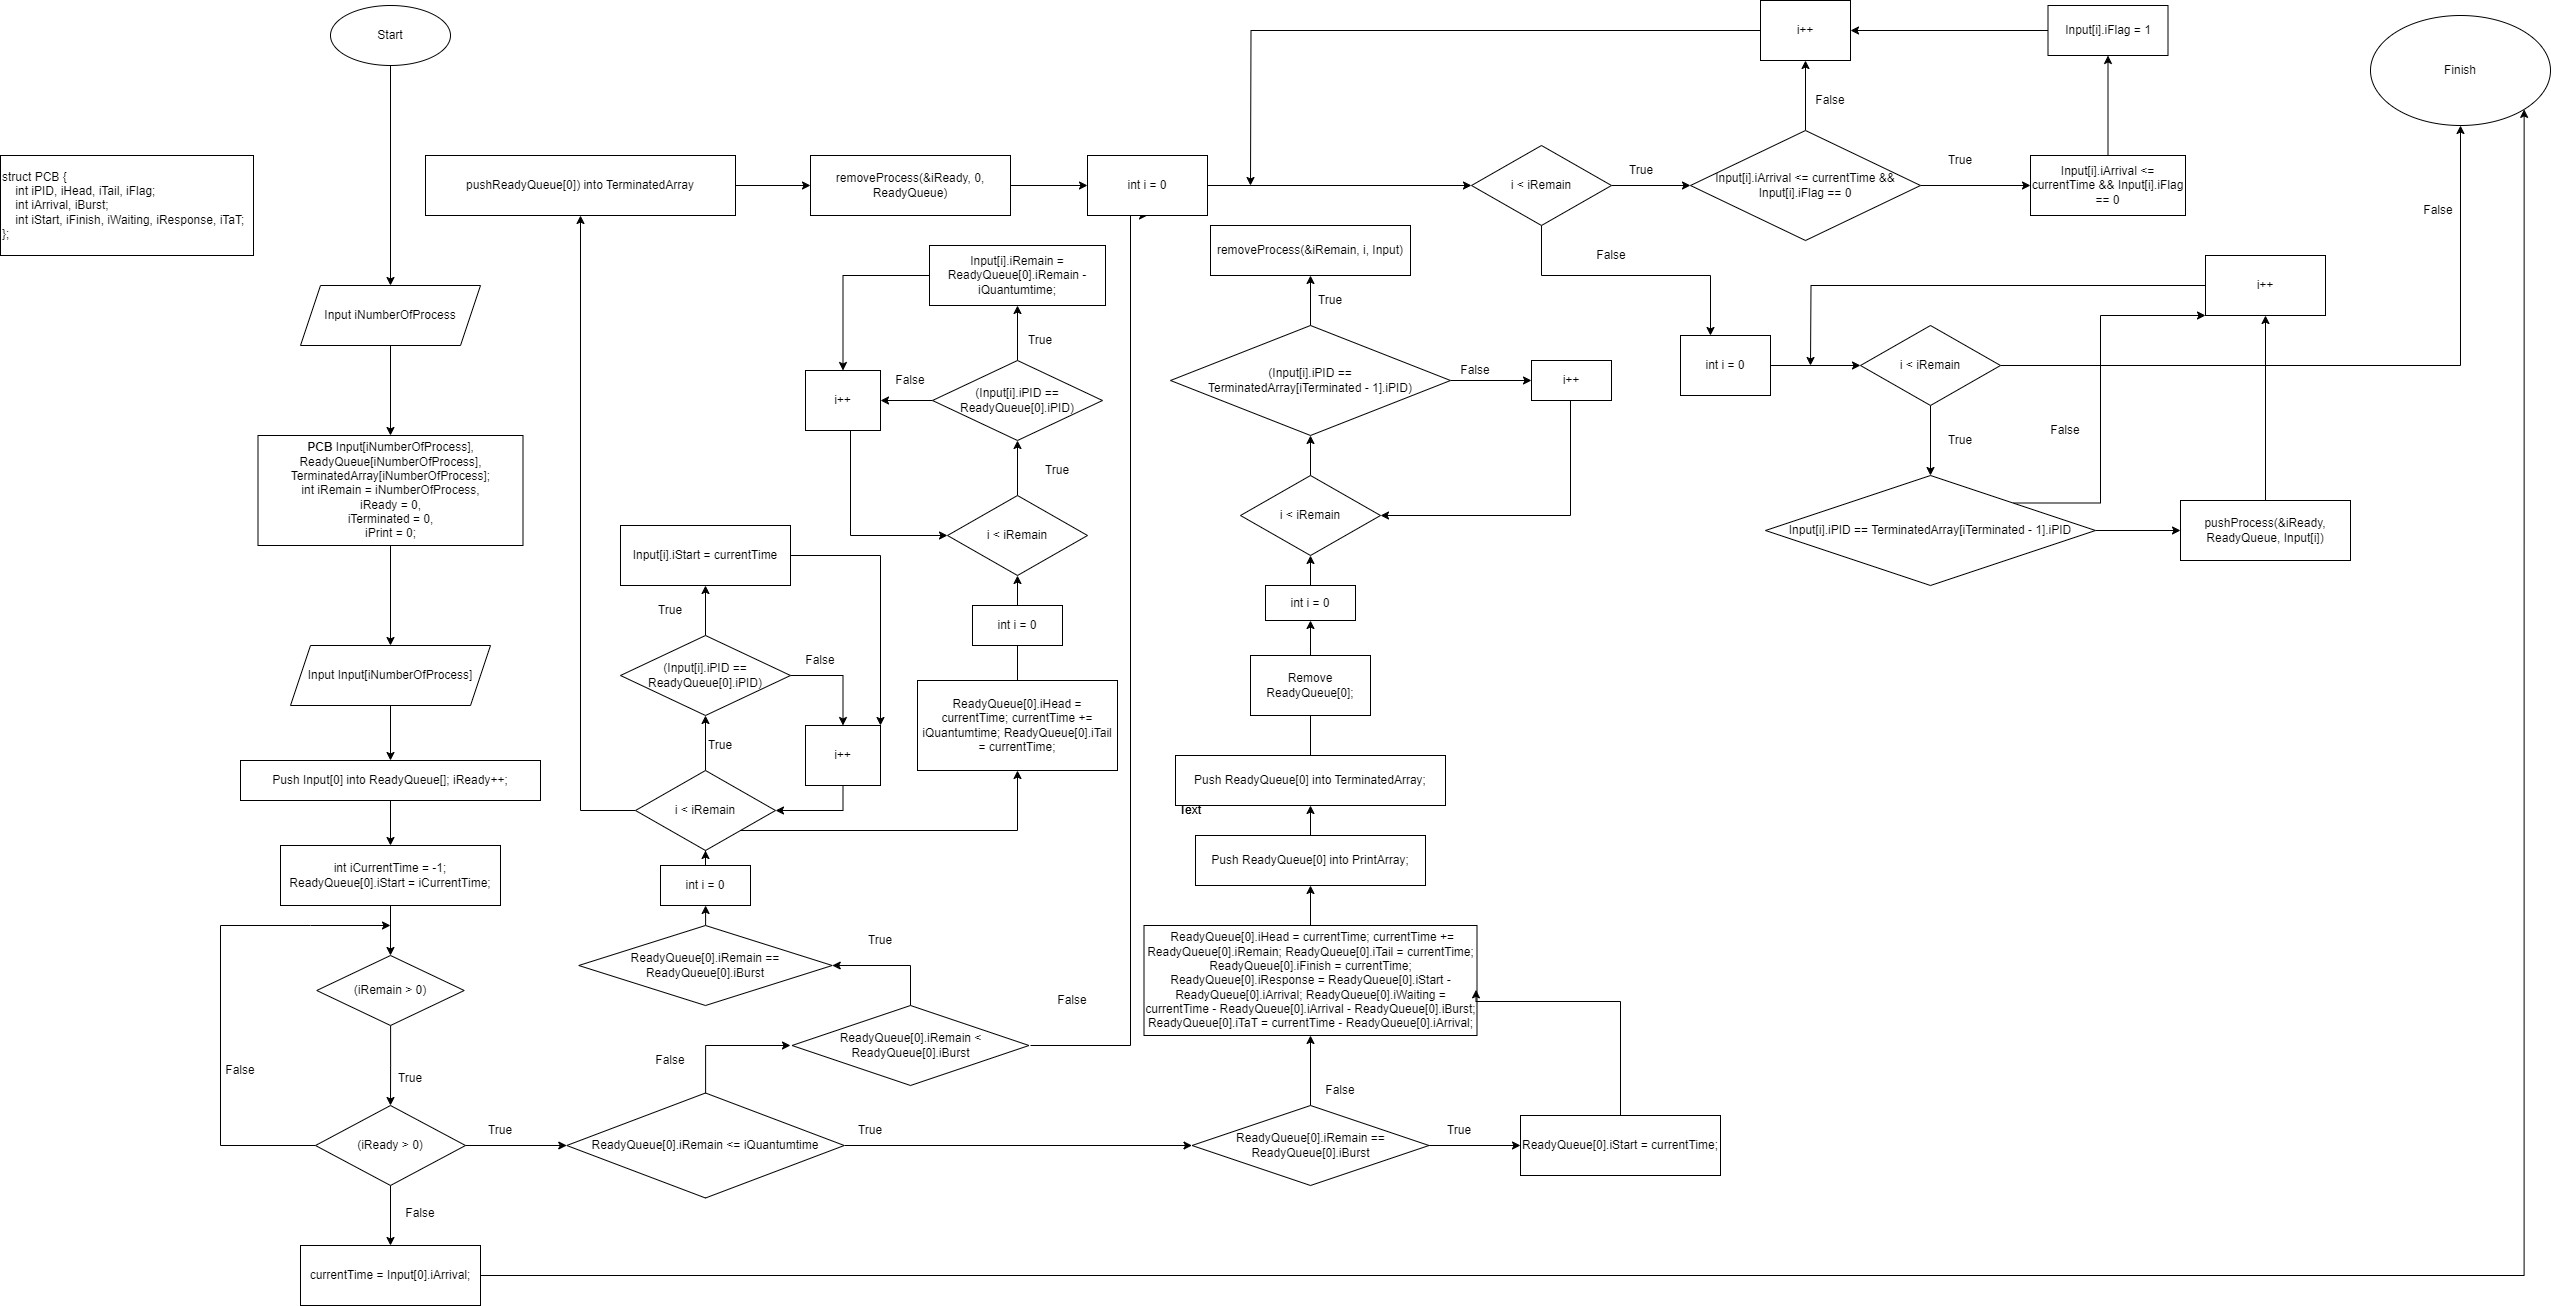 Start
struct PCB {
int iPID, iHead, iTail, iFlag;
int iArrival, iBurst;
int iStart, iFinish, iWaiting, iResponse, iTaT;
};
Input iNumberOfProcess
PCB Input[iNumberOfProcess],
ReadyQueue[iNumberOfProcess],
TerminatedArray[iNumberOfProcess];
int iRemain = iNumberOfProcess,
iReady = 0,
iTerminated = 0,
iPrint = 0;
Input Input[iNumberOfProcess]
Push Input[0] into ReadyQueue[]; iReady++;
int iCurrentTime = -1;
ReadyQueue[0].iStart = iCurrentTime;
(iRemain > 0)
True
False
(iReady > 0)
True
False
currentTime = Input[0].iArrival;
ReadyQueue[0].iRemain <= iQuantumtime
False
True
ReadyQueue[0].iRemain <
ReadyQueue[0].iBurst
True
False
ReadyQueue[0].iRemain ==
ReadyQueue[0].iBurst
int i = 0
i < iRemain
True
(Input[i].iPID ==
ReadyQueue[0].iPID)
True
False
Input[i].iStart = currentTime
i++
ReadyQueue[0].iHead =
currentTime; currentTime +=
iQuantumtime; ReadyQueue[0].iTail
= currentTime;
int i = 0
i < iRemain
True
(Input[i].iPID ==
ReadyQueue[0].iPID)
True
False
i++
Input[i].iRemain =
ReadyQueue[0].iRemain -
iQuantumtime;
pushReadyQueue[0]) into TerminatedArray
removeProcess(&iReady, 0,
ReadyQueue)
int i = 0
ReadyQueue[0].iRemain ==
ReadyQueue[0].iBurst
True
False
ReadyQueue[0].iStart = currentTime;
ReadyQueue[0].iHead = currentTime; currentTime +=
ReadyQueue[0].iRemain; ReadyQueue[0].iTail = currentTime;
ReadyQueue[0].iFinish = currentTime;
ReadyQueue[0].iResponse = ReadyQueue[0].iStart -
ReadyQueue[0].iArrival; ReadyQueue[0].iWaiting =
currentTime - ReadyQueue[0].iArrival - ReadyQueue[0].iBurst;
ReadyQueue[0].iTaT = currentTime - ReadyQueue[0].iArrival;
Push ReadyQueue[0] into PrintArray;
Text
Push ReadyQueue[0] into TerminatedArray;
Remove
ReadyQueue[0];
int i = 0
i < iRemain
(Input[i].iPID ==
TerminatedArray[iTerminated - 1].iPID)
True
False
i++
removeProcess(&iRemain, i, Input)
i < iRemain
True
False
Input[i].iArrival <= currentTime &&
Input[i].iFlag == 0
False
True
i++
Input[i].iArrival <=
currentTime && Input[i].iFlag
== 0
Input[i].iFlag = 1
int i = 0
i < iRemain
True
False
False
Input[i].iPID == TerminatedArray[iTerminated - 1].iPID
pushProcess(&iReady,
ReadyQueue, Input[i])
i++
Finish